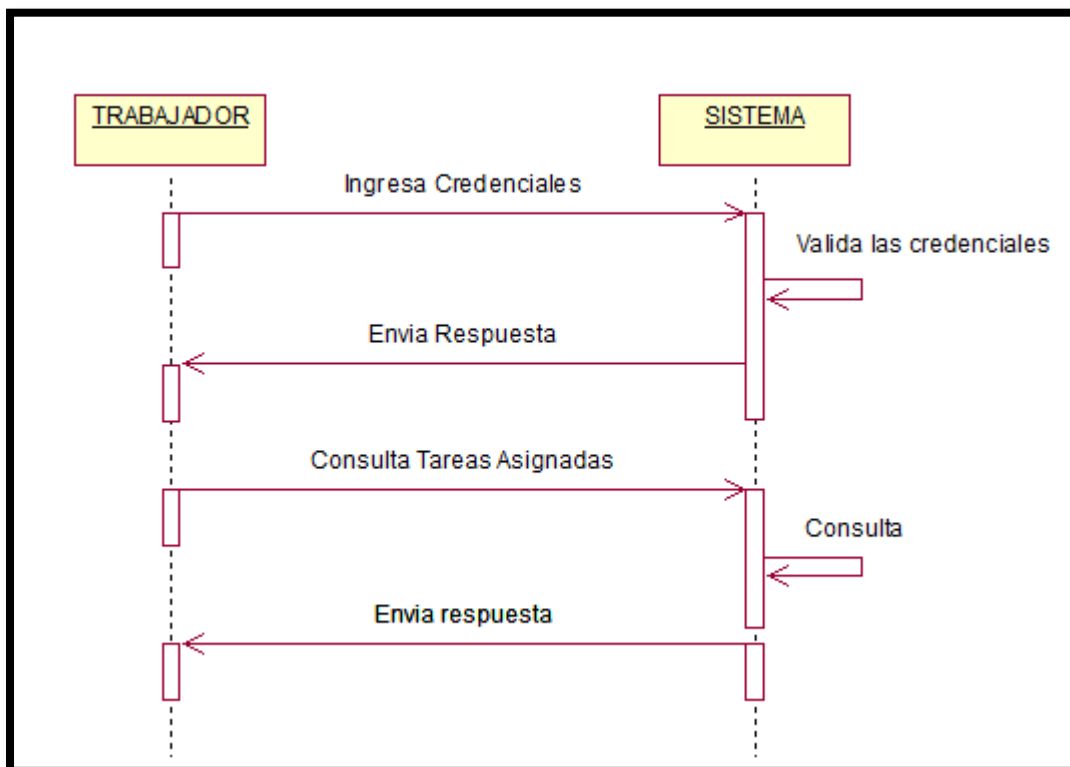 TRABAJADOR
SISTEMA
Ingresa Credenciales
Valida las credenciales
Envia Respuesta
Consulta Tareas Asignadas
Consulta
Envia respuesta